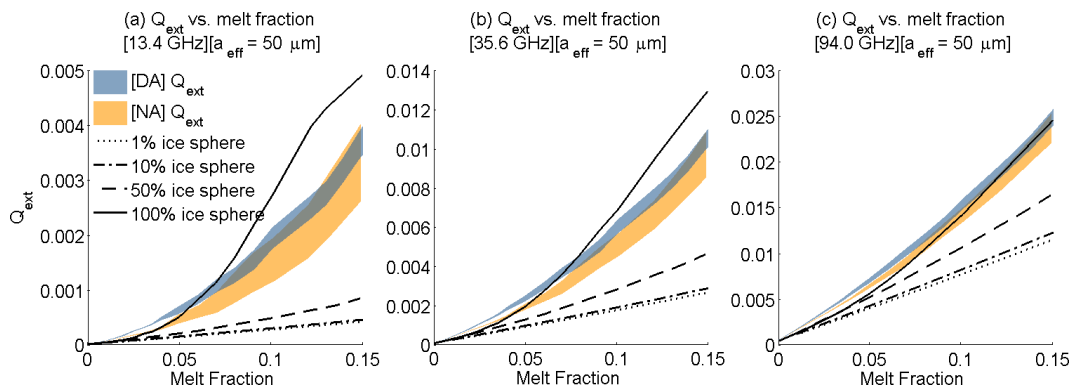 (a) Q_ext vs. melt fraction
[13.4 GHz][a_eff = 50 μm]
0.005
0.004
0.003
0.002
0.001
0
Q_ext
[DA] Q_ext
[NA] Q_ext
1% ice sphere
10% ice sphere
50% ice sphere
100% ice sphere
0
0.05
0.1
0.15
Melt Fraction
(b) Q_ext vs. melt fraction
[35.6 GHz][a_eff = 50 μm]
0.014
0.012
0.01
0.008
0.006
0.004
0.002
0
0
0.05
0.1
0.15
Melt Fraction
(c) Q_ext vs. melt fraction
[94.0 GHz][a_eff = 50 μm]
0.03
0.025
0.02
0.015
0.01
0.005
0
0
0.05
0.1
0.15
Melt Fraction